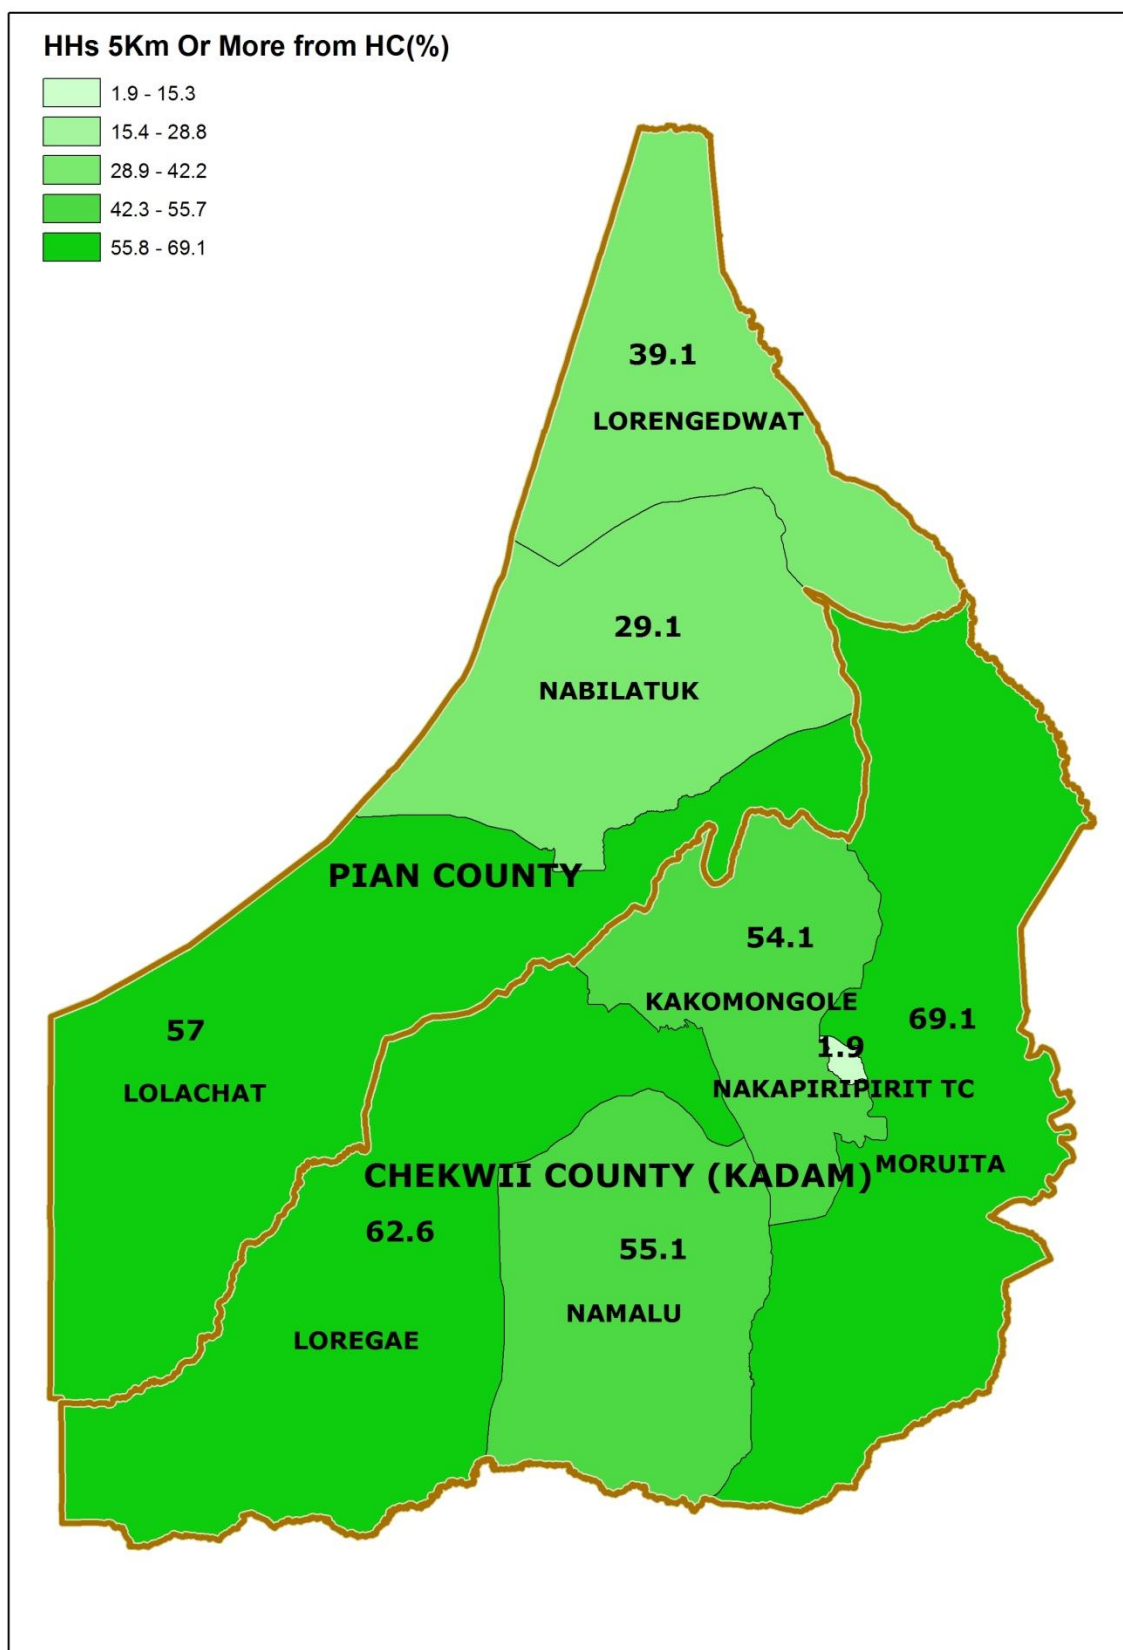 HHs 5Km Or More from HC(%)
1.9 - 15.3
15.4 - 28.8
28.9 - 42.2
42.3 - 55.7
55.8 - 69.1
39.1
LORENGEDWAT
29.1
NABILATUK
PIAN COUNTY
54.1
KAKOMONGOLE
69.1
57
1.9
LOLACHAT
NAKAPIRIPIRIT TC
MORUITA
CHEKWII COUNTY (KADAM)
62.6
55.1
NAMALU
LOREGAE